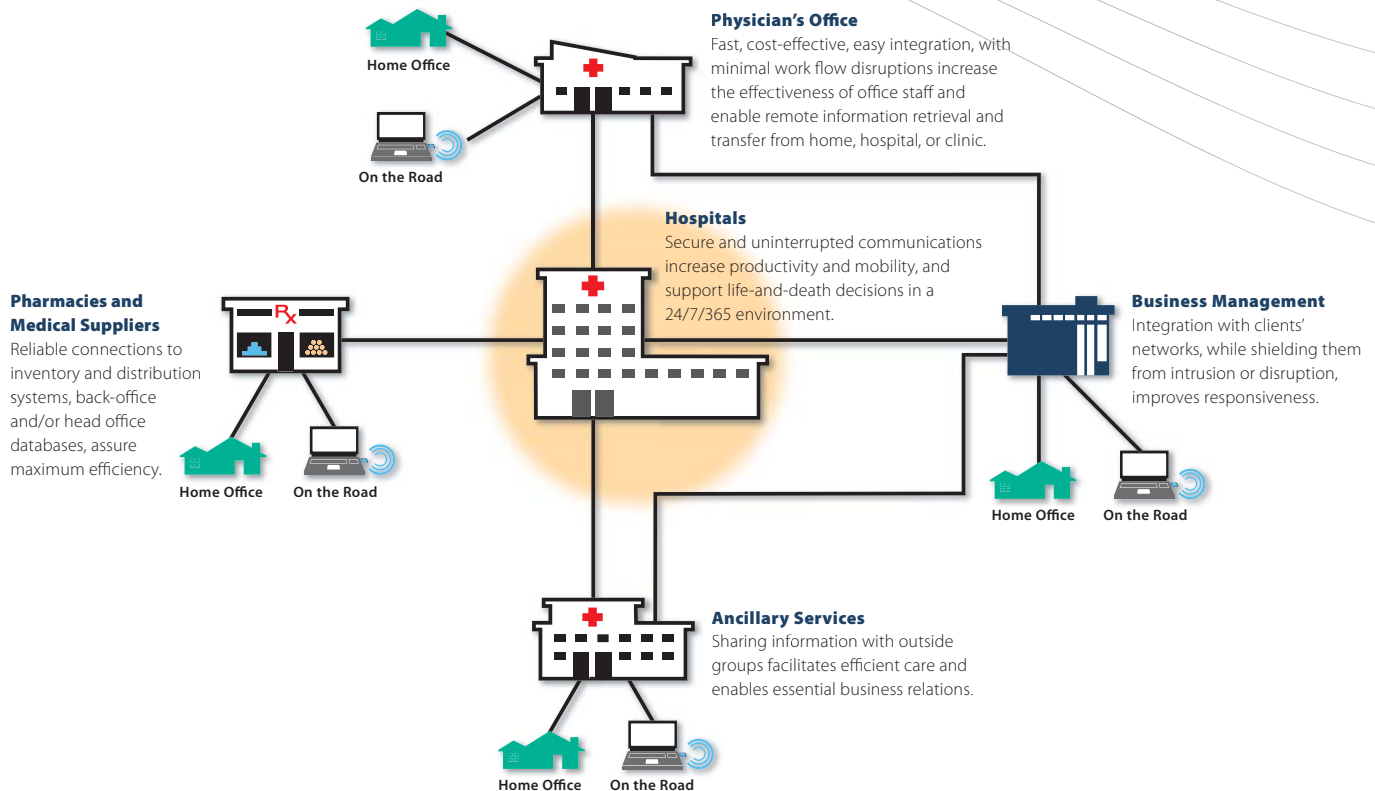 Physician's Office
Fast, cost-effective, easy integration, with
minimal work flow disruptions increase
the effectiveness of office staff and
enable remote information retrieval and
transfer from home, hospital, or clinic.
Home Office
On the Road
Hospitals
Secure and uninterrupted communications
increase productivity and mobility, and
support life-and-death decisions in a
24/7/365 environment.
Pharmacies and
Medical Suppliers
Reliable connections to
inventory and distribution
systems, back-office
and/or head office
databases, assure
maximum efficiency.
Rx
Home Office
On the Road
Business Management
Integration with clients'
networks, while shielding them
from intrusion or disruption,
improves responsiveness.
Home Office
On the Road
Ancillary Services
Sharing information with outside
groups facilitates efficient care and
enables essential business relations.
Home Office
On the Road